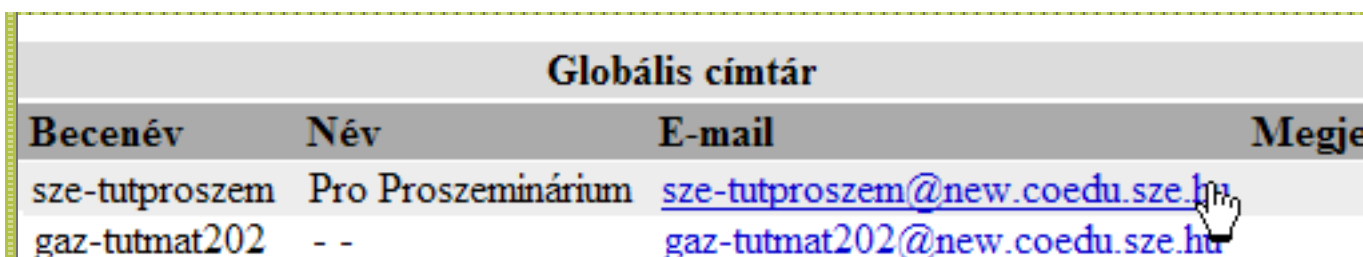 Globális címtár
Becenév Név E-mail Megje
sze-tutproszem Pro Proszeminárium sze-tutproszem@new.coedu.sze.hu
gaz-tutmat202 - - gaz-tutmat202@new.coedu.sze.hu